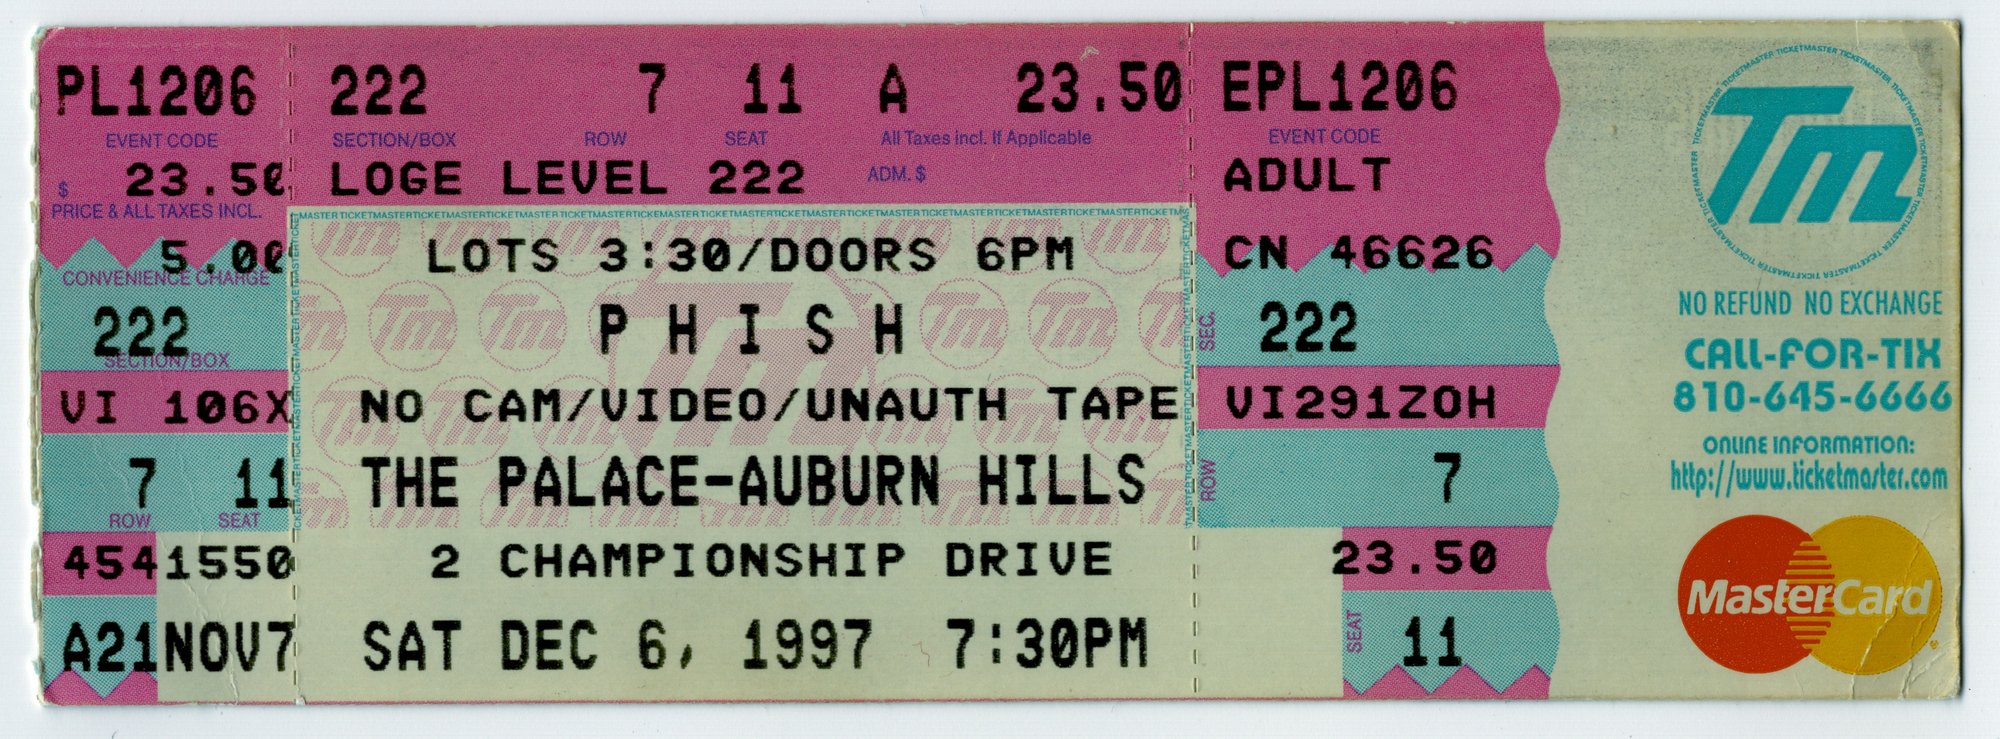 PL1206
EVENT CODE
$ 23.50
PRICE & ALL TAXES INCL.
5.00
CONVENIENCE CHARGE
222
SECTION/BOX
VI 106X
7 11
ROW SEAT
454 1550
A21NOV7
222 7 11 A 23.50
SECTION/BOX ROW SEAT All Taxes incl. If Applicable
LOGE LEVEL 222 ADM. $
LOTS 3:30/DOORS 6PM
PHISH
NO CAM/VIDEO/UNAUTH TAPE
THE PALACE-AUBURN HILLS
2 CHAMPIONSHIP DRIVE
SAT DEC 6, 1997 7:30PM
EPL1206
EVENT CODE
ADULT
CN 46626
SEC. 222
VI291ZOH
ROW 7
23.50
SEAT 11
TICKETMASTER TICKETMASTER TICKETMASTER
Tm
NO REFUND NO EXCHANGE
CALL-FOR-TIX
810-645-6666
ONLINE INFORMATION:
http://www.ticketmaster.com
MasterCard